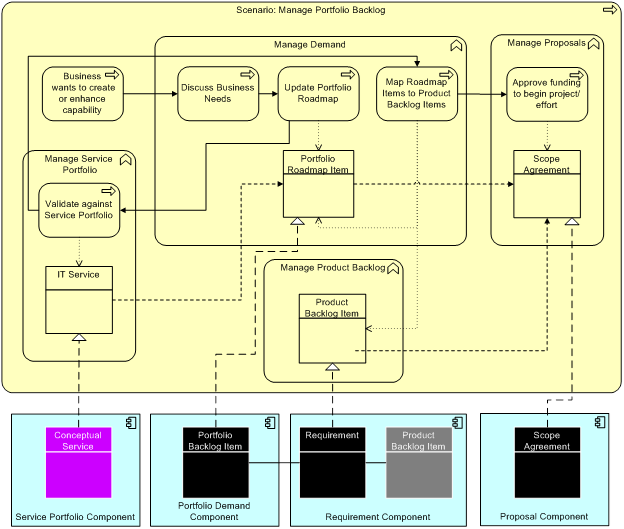 Scenario: Manage Portfolio Backlog
Manage Demand
Manage Proposals
Business
wants to create
or enhance
capability
Discuss Business
Needs
Update Portfolio
Roadmap
Map Roadmap
Items to Product
Backlog Items
Approve funding
to begin project/
effort
Manage Service
Portfolio
Portfolio
Roadmap Item
Scope
Agreement
Validate against
Service Portfolio
IT Service
Manage Product Backlog
Product
Backlog Item
Conceptual
Service
Service Portfolio Component
Portfolio
Backlog Item
Portfolio Demand
Component
Requirement
Product
Backlog Item
Requirement Component
Scope
Agreement
Proposal Component